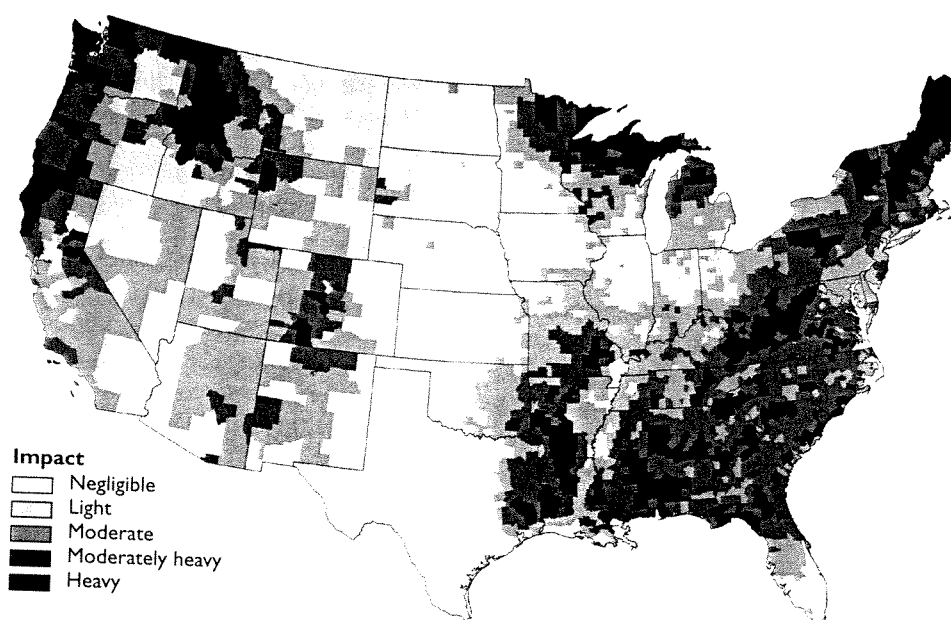 Impact
Negligible
Light
Moderate
Moderately heavy
Heavy